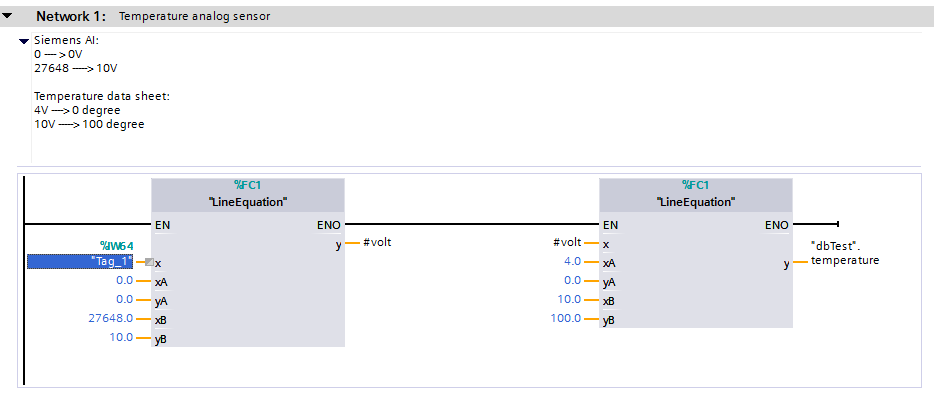 Network 1: Temperature analog sensor
Siemens AI:
0 ---> 0V
27648 ----> 10V
Temperature data sheet:
4V ---> 0 degree
10V ----> 100 degree
%FC1
"LineEquation"
EN ENO
%IW64
"Tag_1" x
y #volt
0.0 xA
0.0 yA
27648.0 xB
10.0 yB
%FC1
"LineEquation"
EN ENO
#volt x
4.0 xA
0.0 yA
10.0 xB
100.0 yB
y "dbTest".
temperature